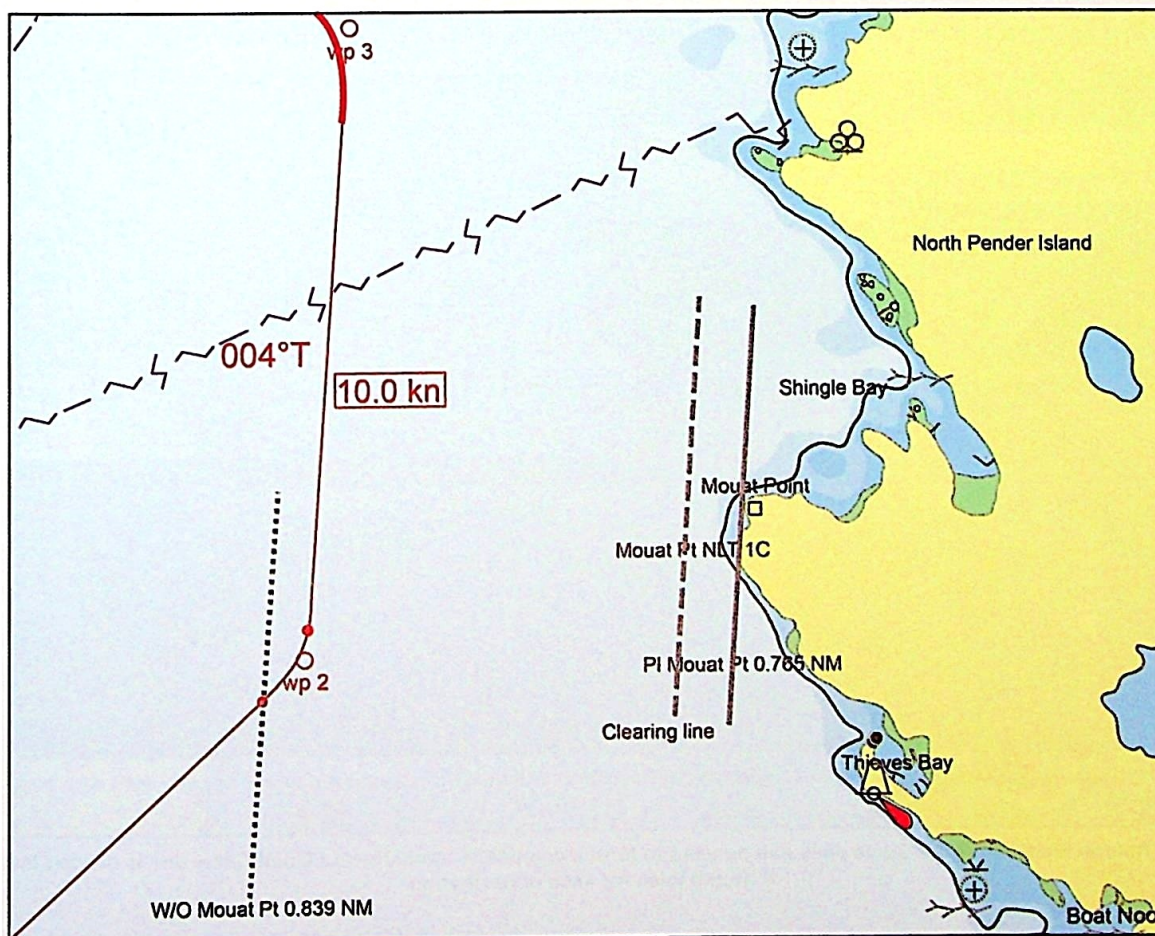 wp 3
North Pender Island
004°T
10.0 kn
Shingle Bay
Mouat Point
Mouat Pt NLT 1C
PI Mouat Pt 0.765 NM
wp 2
Clearing line
Thieves Bay
W/O Mouat Pt 0.839 NM
K
Boat Noo